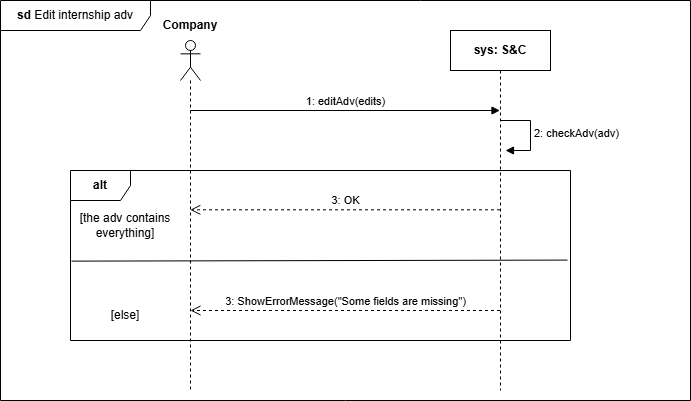 sd Edit internship adv
Company
sys: S&C
1: editAdv(edits)
2: checkAdv(adv)
alt
3: OK
[the adv contains
everything]
3: ShowErrorMessage("Some fields are missing")
[else]